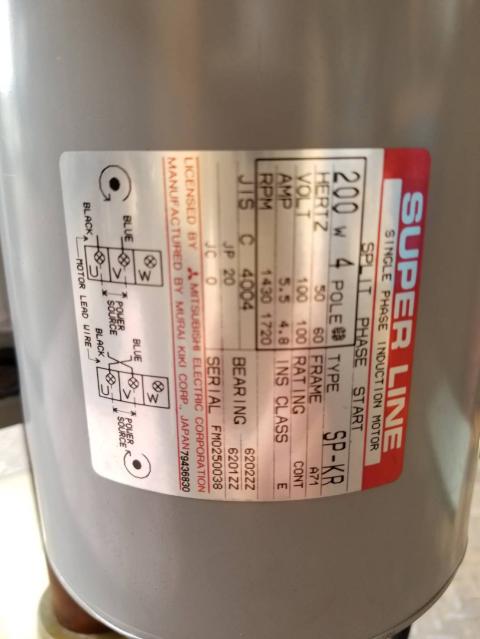 SUPER LINE
SINGLE PHASE INDUCTION MOTOR
SPLIT PHASE START
200 W 4 POLE TYPE SP-KR
HERTZ 50 60 FRAME A71
VOLT 100 100 RATING CONT
AMP 5.5 4.8 INS CLASS E
RPM 1430 1720
JIS C 4004 BEARING 6202ZZ
JP 20 6201ZZ
JC 0 SERIAL FM0250038
LICENSED BY MITSUBISHI ELECTRIC CORPORATION
MANUFACTURED BY MURAI KIKI CORP., JAPAN 79436830
W W
BLUE V BLUE V
BLACK U BLACK U
POWER SOURCE POWER SOURCE
MOTOR LEAD WIRE